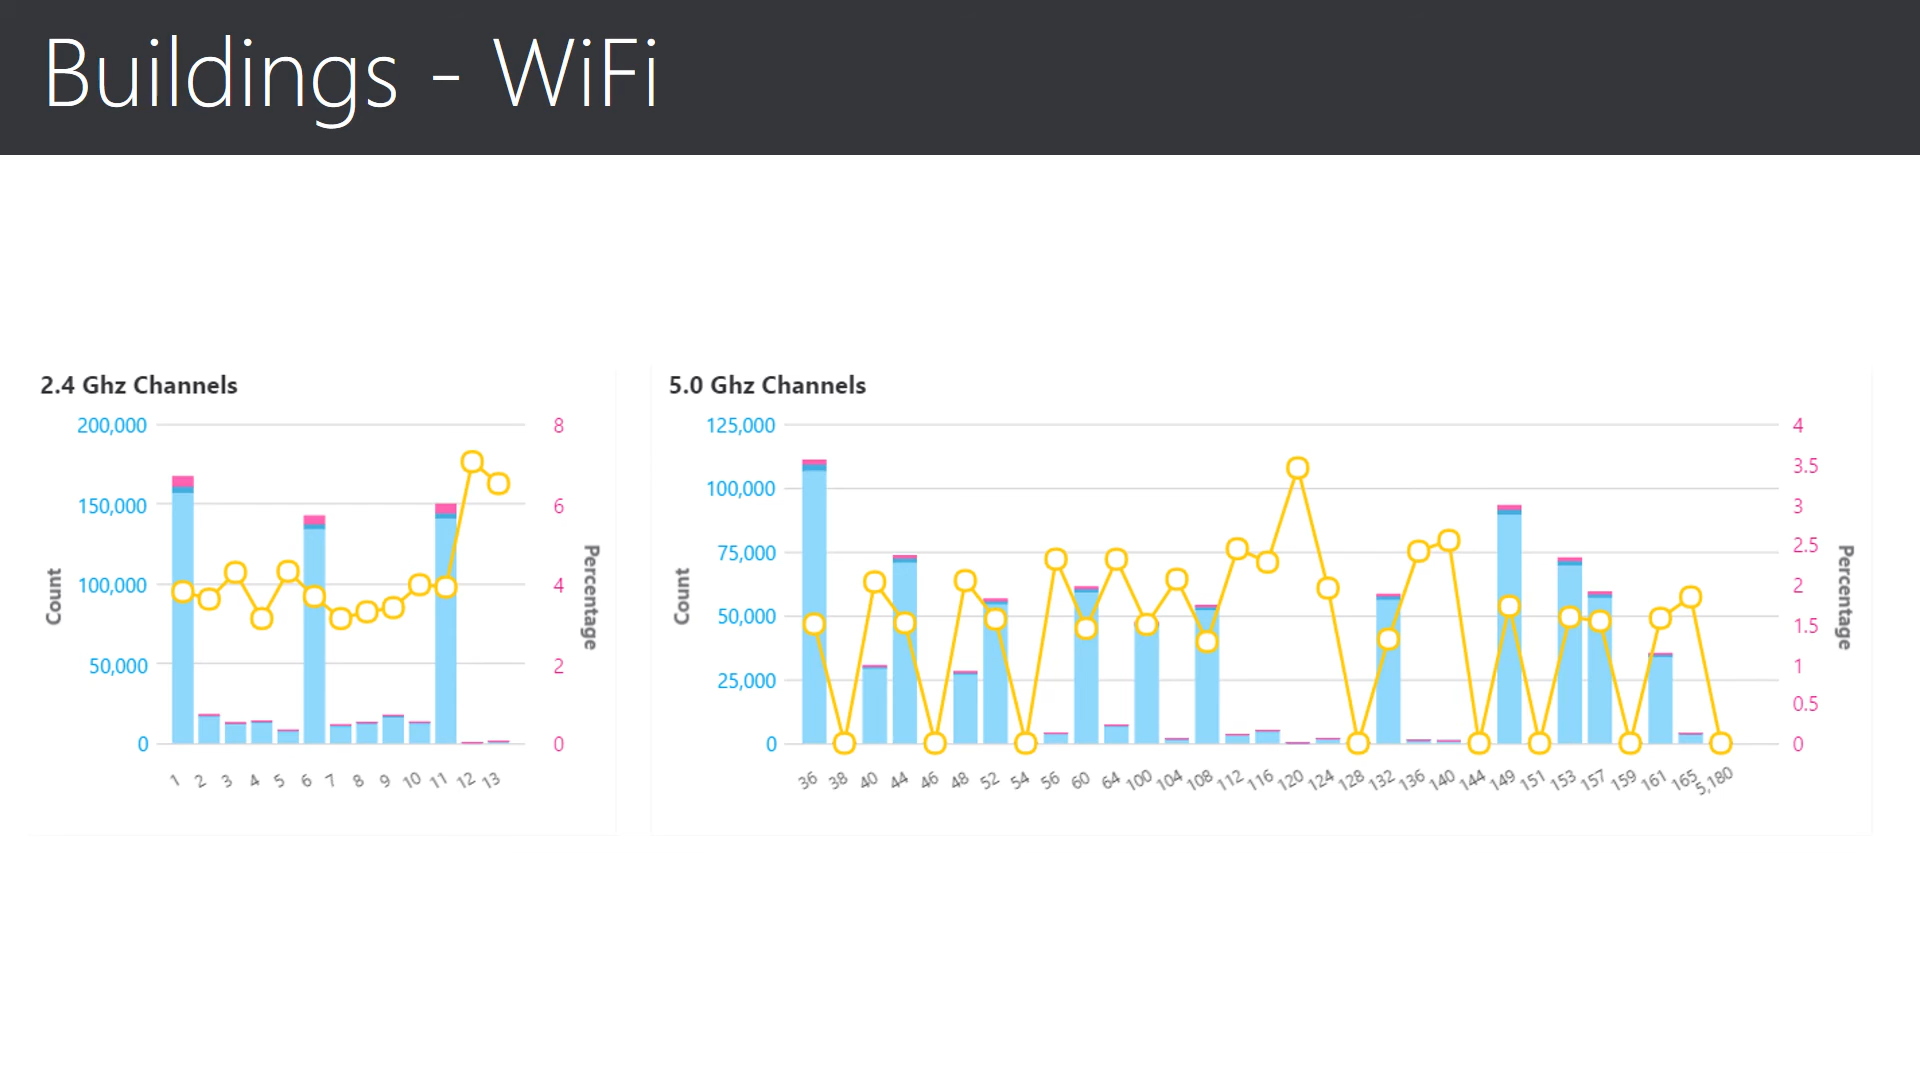 Buildings - WiFi
2.4 Ghz Channels
200,000
150,000
100,000
50,000
0
Count
8
6
4
2
0
Percentage
1 2 3 4 5 6 7 8 9 10 11 12 13
5.0 Ghz Channels
125,000
100,000
75,000
50,000
25,000
0
Count
4
3.5
3
2.5
2
1.5
1
0.5
0
Percentage
36 38 40 44 46 48 52 54 56 60 64 100 104 108 112 116 120 124 128 132 136 140 144 149 151 153 157 159 161 165 5,180